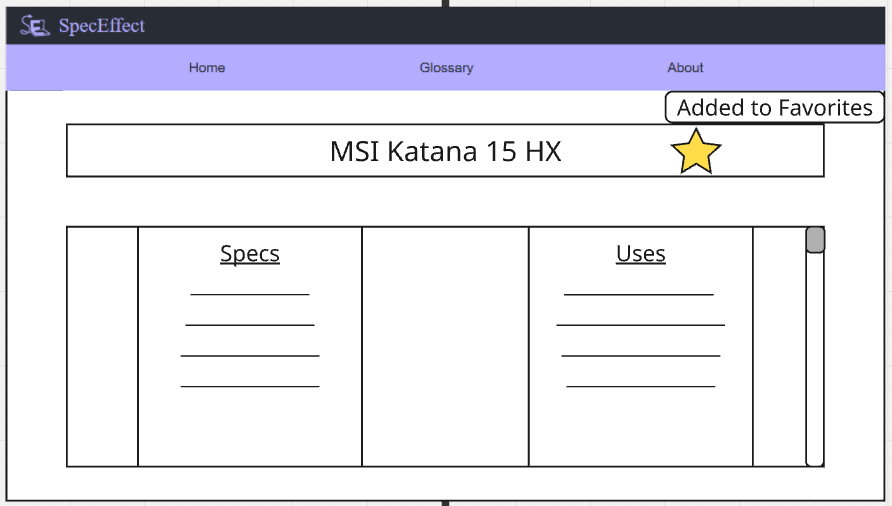 SpecEffect
Home Glossary About
Added to Favorites
MSI Katana 15 HX
Specs Uses